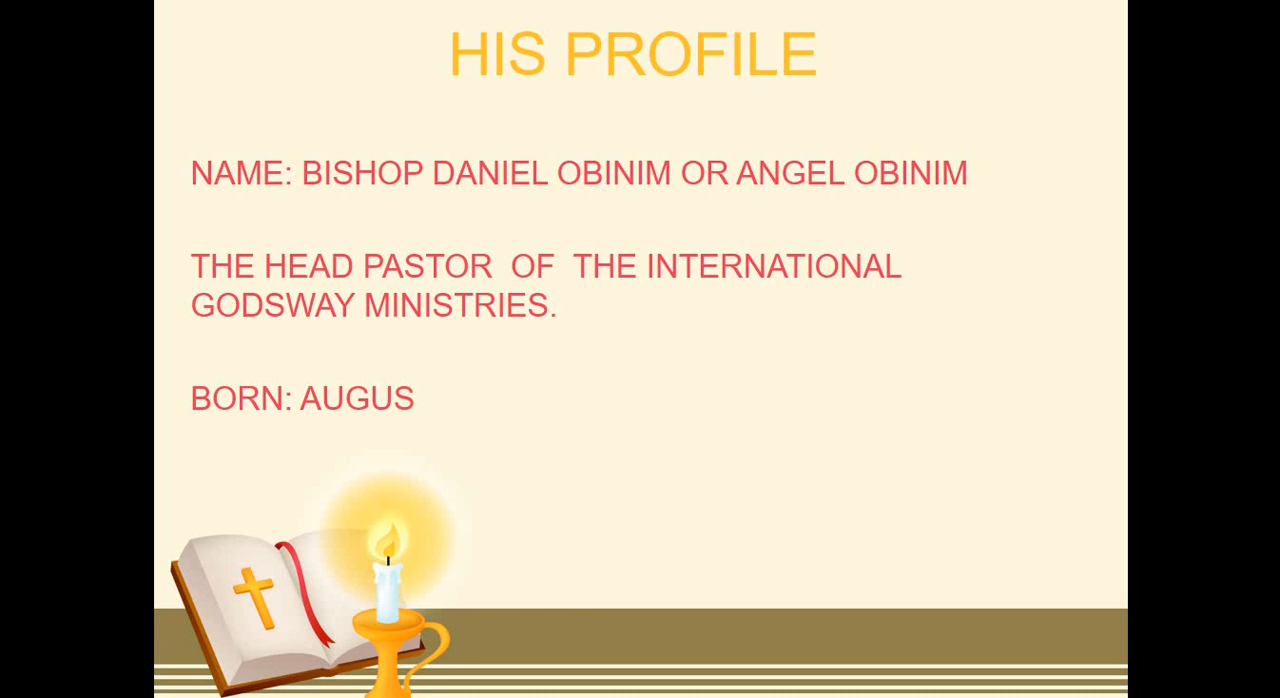 HIS PROFILE
NAME: BISHOP DANIEL OBINIM OR ANGEL OBINIM
THE HEAD PASTOR OF THE INTERNATIONAL
GODSWAY MINISTRIES.
BORN: AUGUS